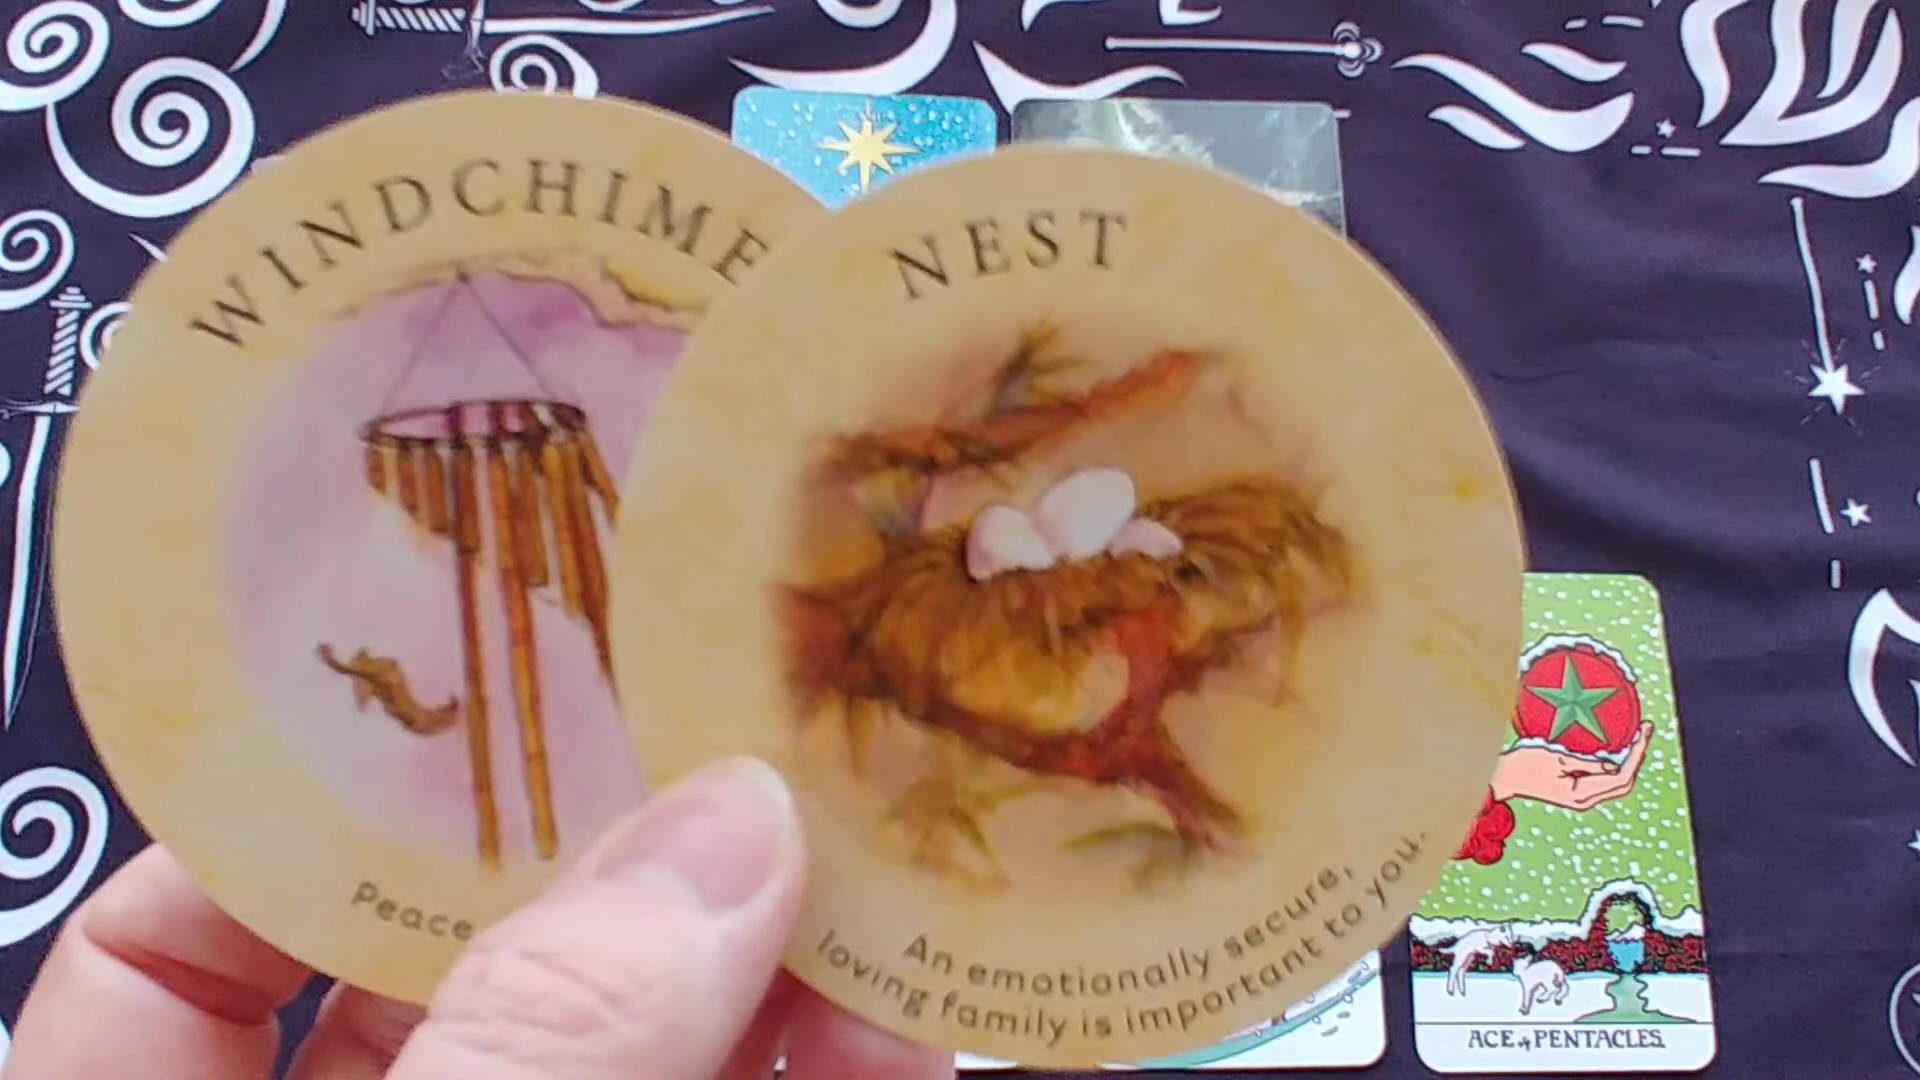 WINDCHIME
Peace
NEST
An emotionally secure,
loving family is important to you.
ACE of PENTACLES